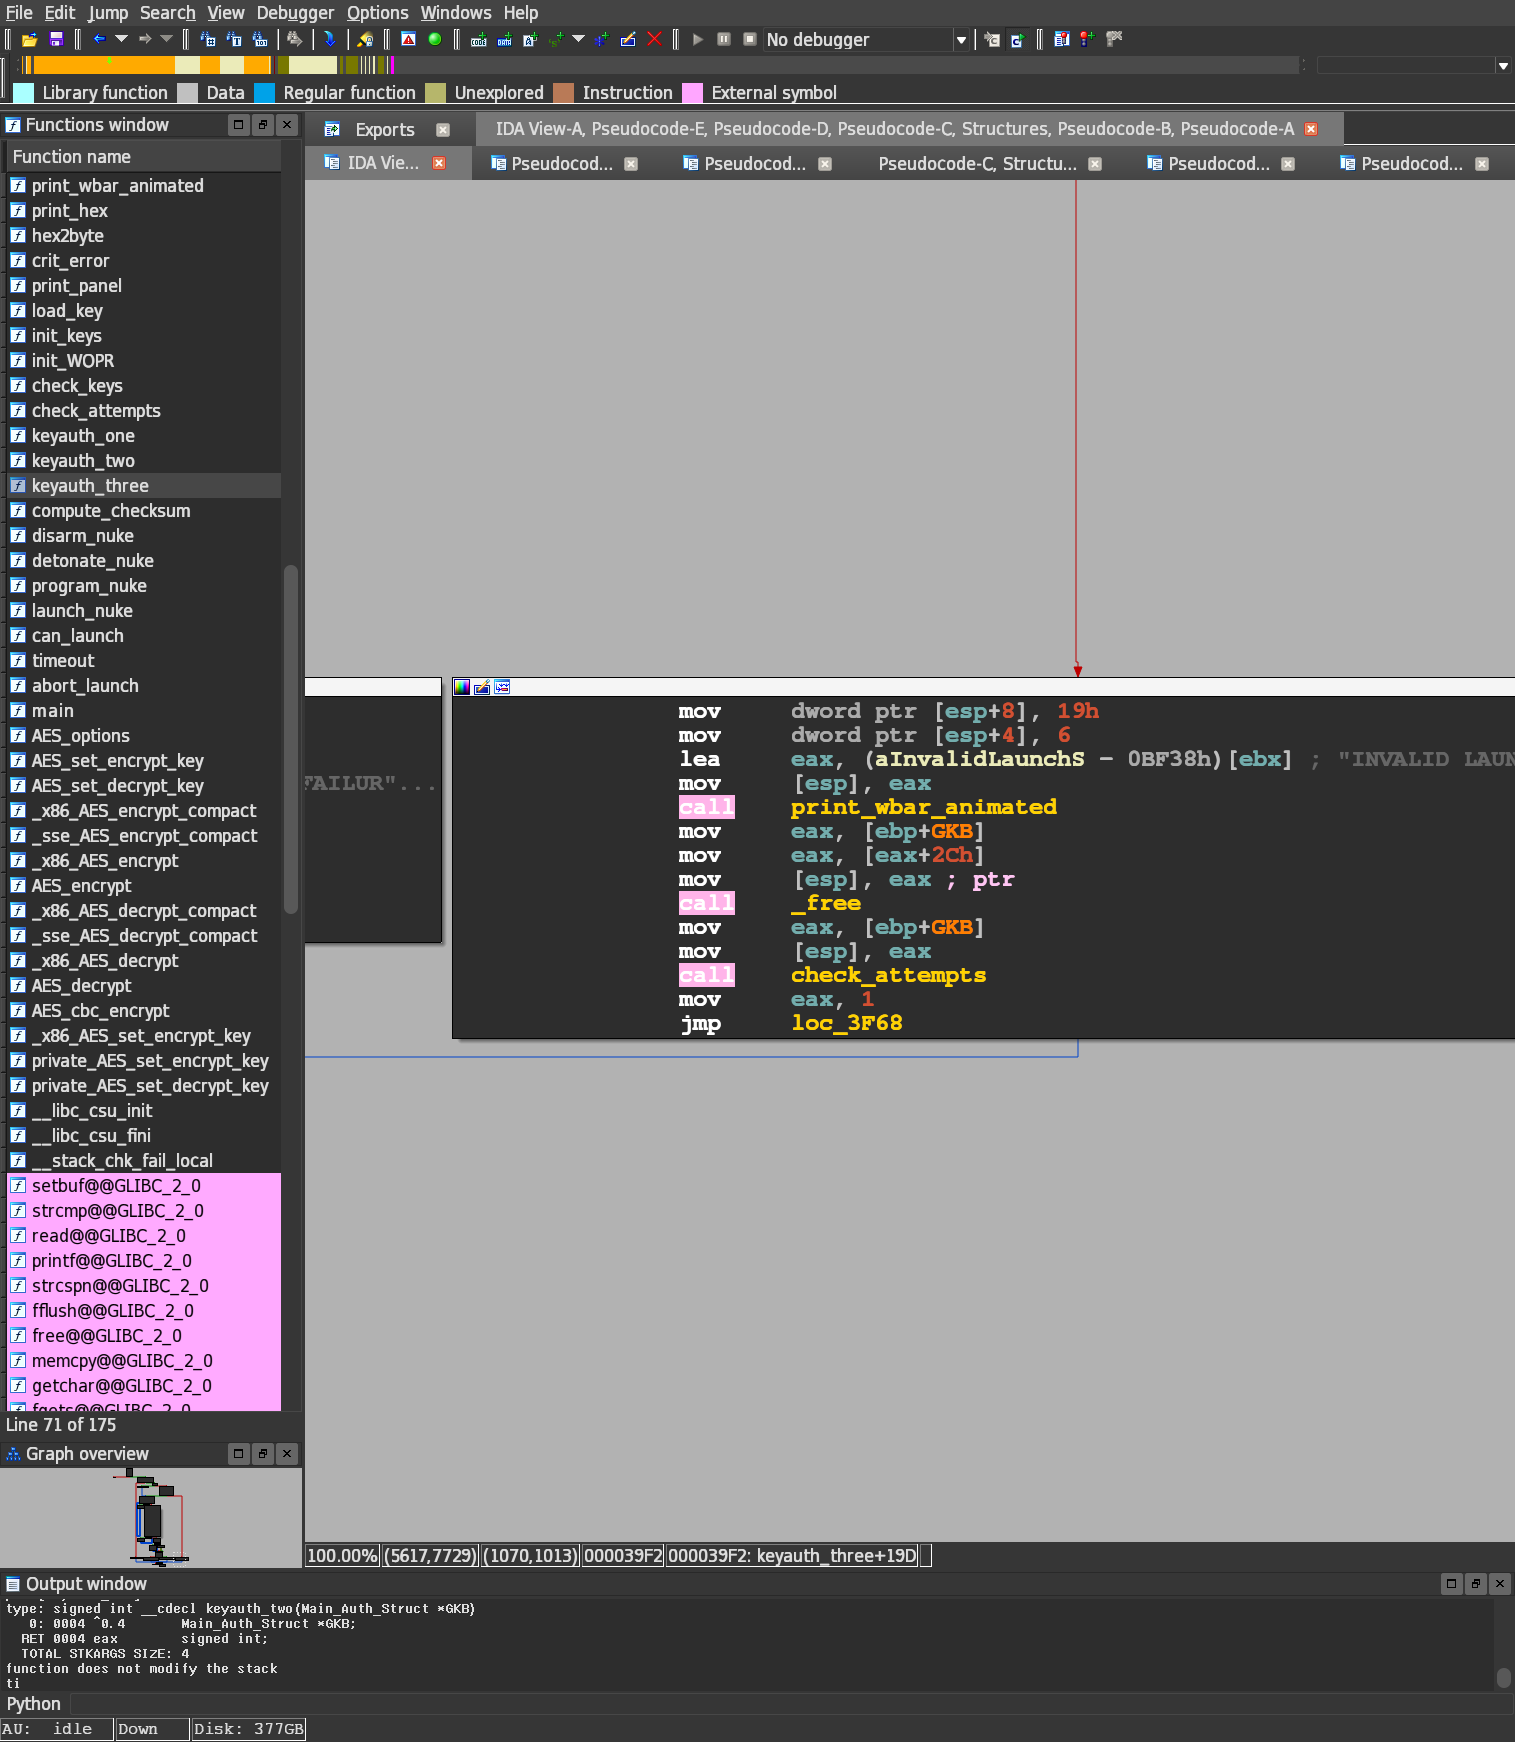 File Edit Jump Search View Debugger Options Windows Help
No debugger
Library function Data Regular function Unexplored Instruction External symbol
Functions window
Function name
print_wbar_animated
print_hex
hex2byte
crit_error
print_panel
load_key
init_keys
init_WOPR
check_keys
check_attempts
keyauth_one
keyauth_two
keyauth_three
compute_checksum
disarm_nuke
detonate_nuke
program_nuke
launch_nuke
can_launch
timeout
abort_launch
main
AES_options
AES_set_encrypt_key
AES_set_decrypt_key
_x86_AES_encrypt_compact
_sse_AES_encrypt_compact
_x86_AES_encrypt
AES_encrypt
_x86_AES_decrypt_compact
_sse_AES_decrypt_compact
_x86_AES_decrypt
AES_decrypt
AES_cbc_encrypt
_x86_AES_set_encrypt_key
private_AES_set_encrypt_key
private_AES_set_decrypt_key
__libc_csu_init
__libc_csu_fini
__stack_chk_fail_local
setbuf@@GLIBC_2_0
strcmp@@GLIBC_2_0
read@@GLIBC_2_0
printf@@GLIBC_2_0
strcspn@@GLIBC_2_0
fflush@@GLIBC_2_0
free@@GLIBC_2_0
memcpy@@GLIBC_2_0
getchar@@GLIBC_2_0
fgets@@GLIBC_2_0
Line 71 of 175
Graph overview
Exports
IDA View-A, Pseudocode-E, Pseudocode-D, Pseudocode-C, Structures, Pseudocode-B, Pseudocode-A
IDA Vie... Pseudocod... Pseudocod... Pseudocode-C, Structu... Pseudocod... Pseudocod...
FAILUR"...
mov dword ptr [esp+8], 19h
mov dword ptr [esp+4], 6
lea eax, (aInvalidLaunchS - 0BF38h)[ebx] ; "INVALID LAUN
mov [esp], eax
call print_wbar_animated
mov eax, [ebp+GKB]
mov eax, [eax+2Ch]
mov [esp], eax ; ptr
call _free
mov eax, [ebp+GKB]
mov [esp], eax
call check_attempts
mov eax, 1
jmp loc_3F68
100.00% (5617,7729) (1070,1013) 000039F2 000039F2: keyauth_three+19D
Output window
type: signed int __cdecl keyauth_two(Main_Auth_Struct *GKB)
0: 0004 ^0.4 Main_Auth_Struct *GKB;
RET 0004 eax signed int;
TOTAL STKARGS SIZE: 4
function does not modify the stack
ti
Python
AU: idle Down Disk: 377GB